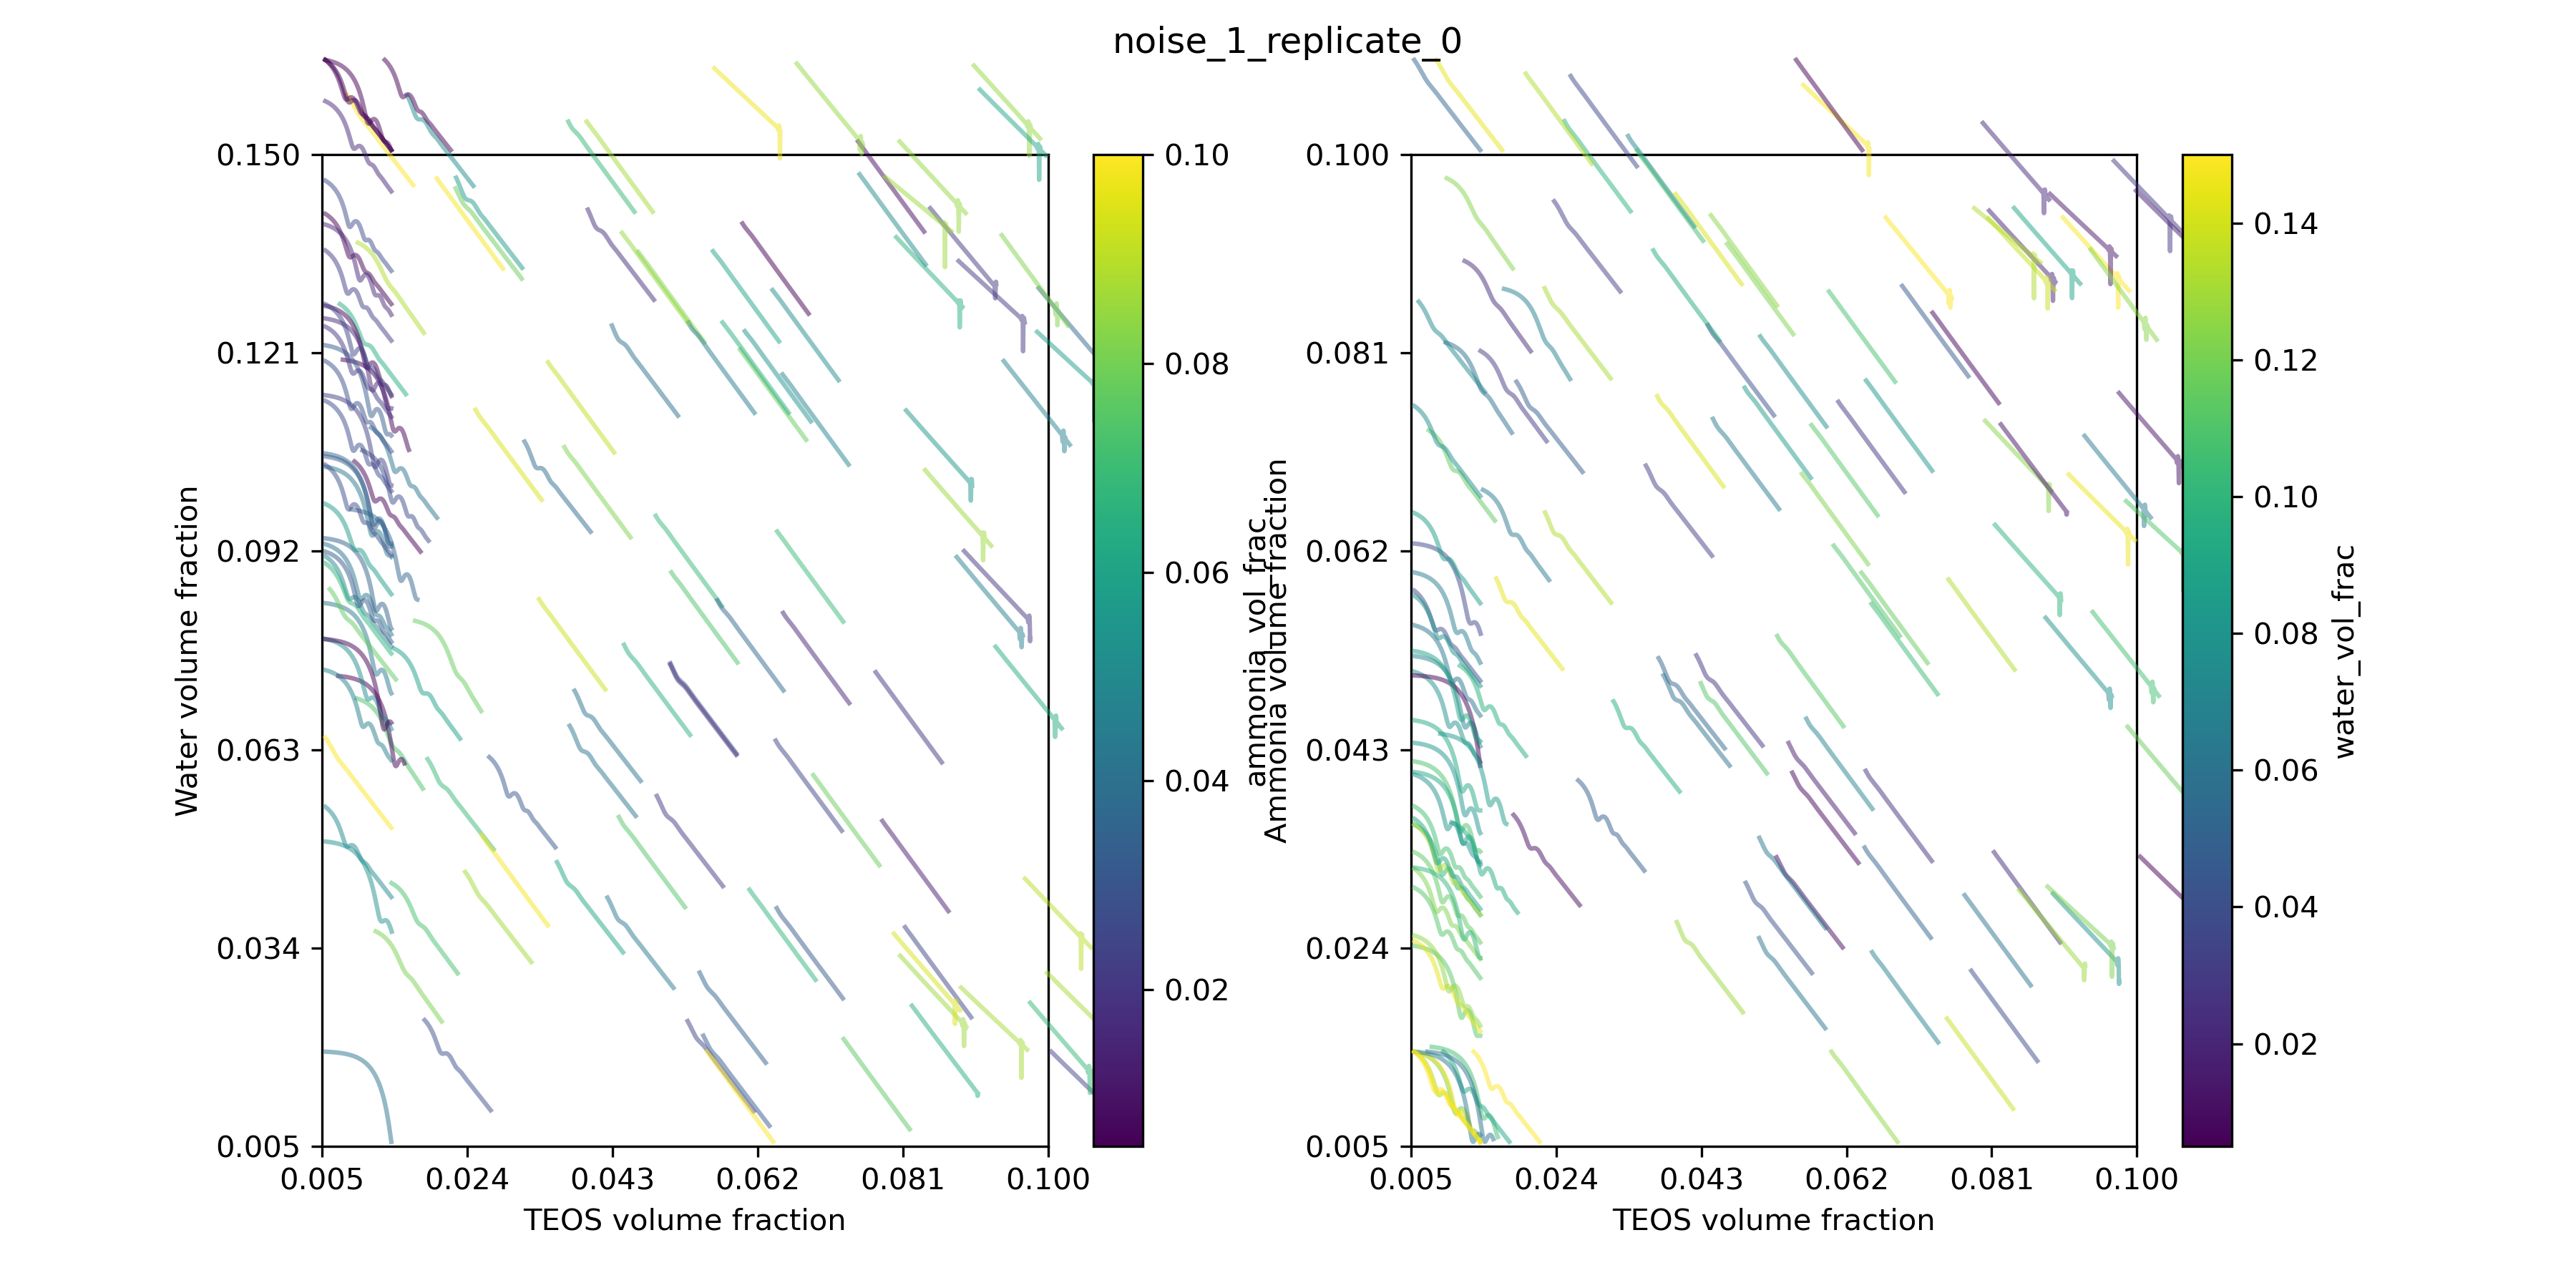 noise_1_replicate_0
Water volume fraction
0.150
0.121
0.092
0.063
0.034
0.005
0.005 0.024 0.043 0.062 0.081 0.100
TEOS volume fraction
0.10
0.08
0.06
0.04
0.02
ammonia_vol_frac
Ammonia volume fraction
0.100
0.081
0.062
0.043
0.024
0.005
0.005 0.024 0.043 0.062 0.081 0.100
TEOS volume fraction
0.14
0.12
0.10
0.08
0.06
0.04
0.02
water_vol_frac